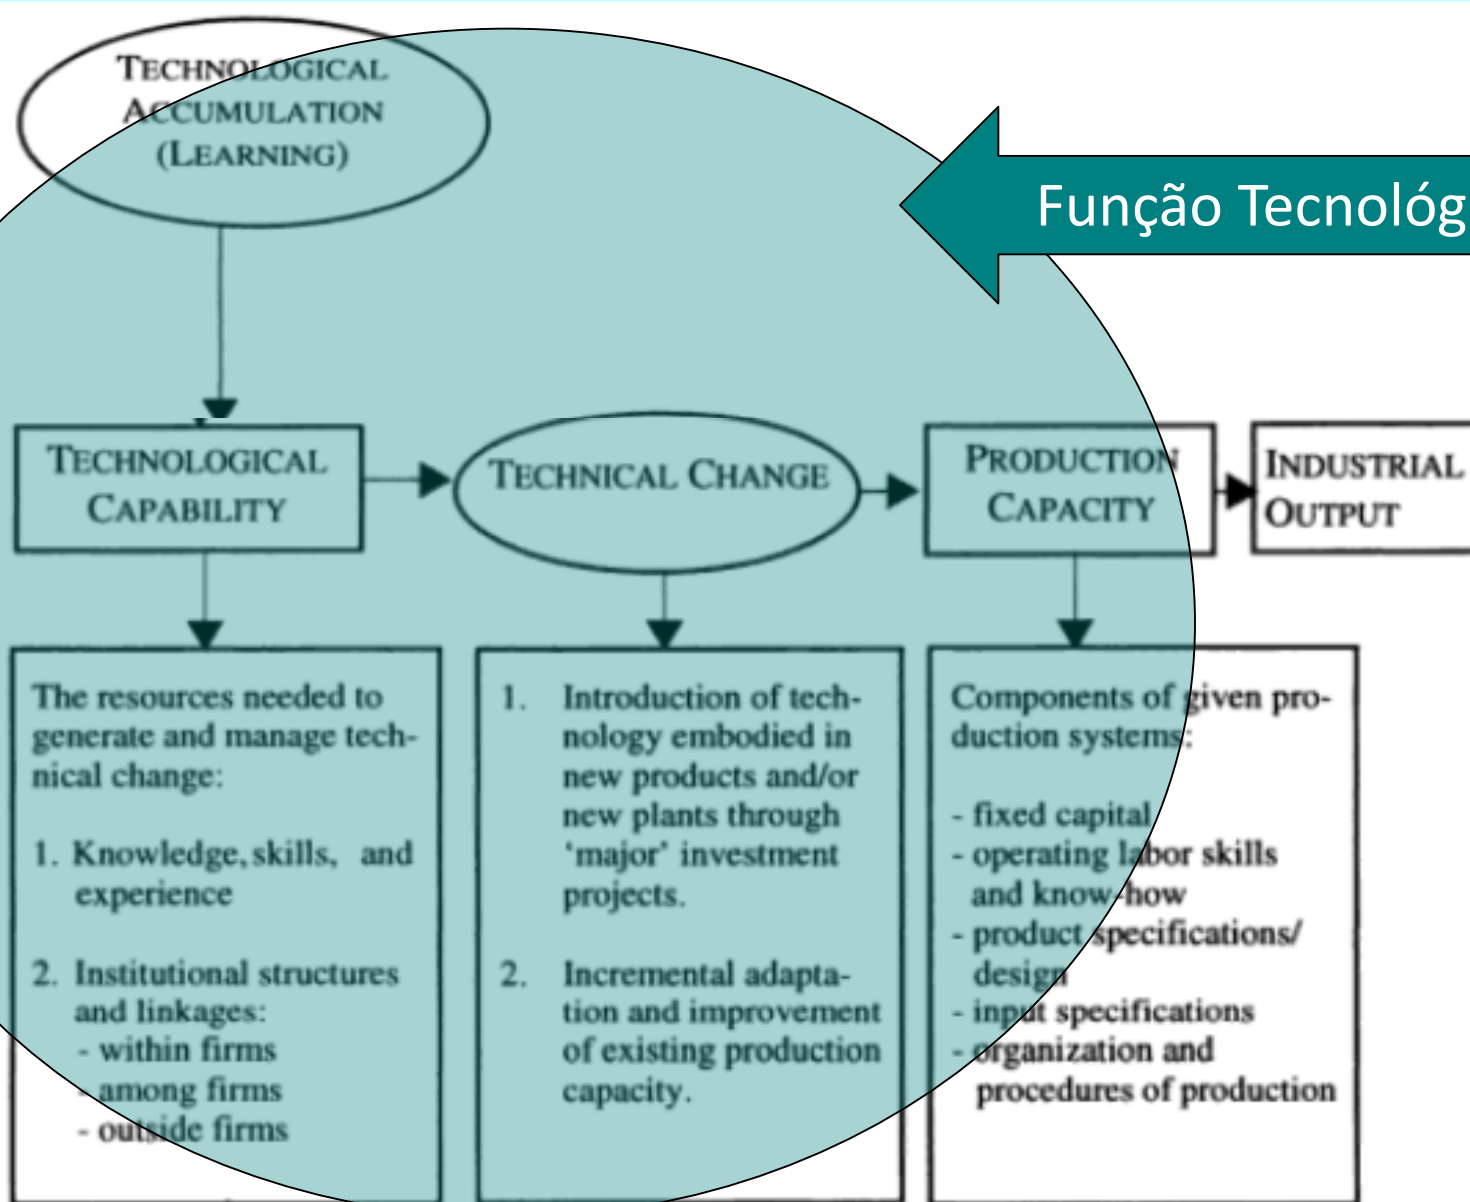 TECHNOLOGICAL
ACCUMULATION
(LEARNING)
Função Tecnológ
TECHNOLOGICAL
CAPABILITY
TECHNICAL CHANGE
PRODUCTION
CAPACITY
INDUSTRIAL
OUTPUT
The resources needed to
generate and manage tech-
nical change:
1. Knowledge, skills, and
experience
2. Institutional structures
and linkages:
- within firms
- among firms
- outside firms
1. Introduction of tech-
nology embodied in
new products and/or
new plants through
‘major’ investment
projects.
2. Incremental adapta-
tion and improvement
of existing production
capacity.
Components of given pro-
duction systems:
- fixed capital
- operating labor skills
and know-how
- product specifications/
design
- input specifications
- organization and
procedures of production